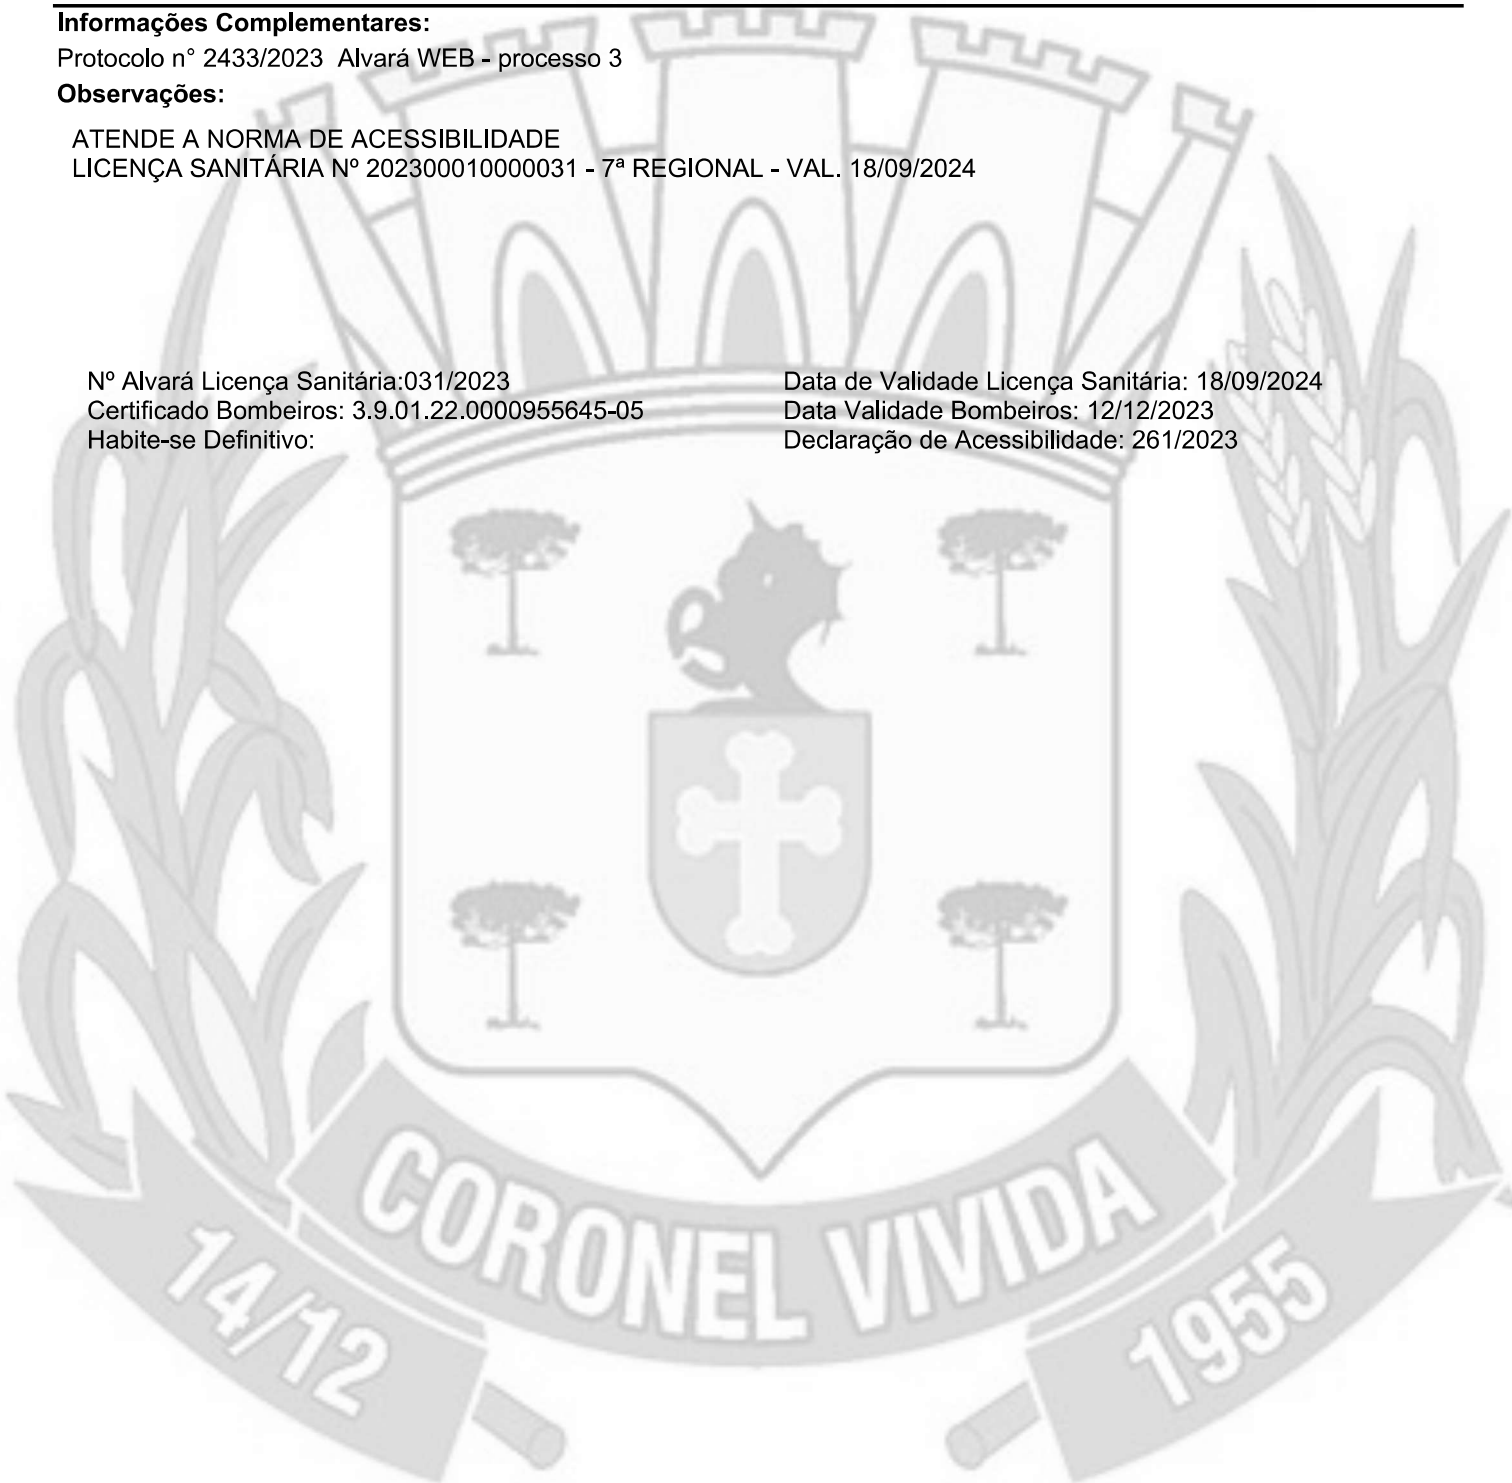 Informações Complementares:
Protocolo n° 2433/2023  Alvará WEB - processo 3
Observações:
ATENDE A NORMA DE ACESSIBILIDADE
LICENÇA SANITÁRIA Nº 202300010000031 - 7ª REGIONAL - VAL. 18/09/2024
Nº Alvará Licença Sanitária:031/2023
Data de Validade Licença Sanitária: 18/09/2024
Certificado Bombeiros: 3.9.01.22.0000955645-05
Data Validade Bombeiros: 12/12/2023
Habite-se Definitivo:
Declaração de Acessibilidade: 261/2023
CORONEL VIVIDA
14/12
1955